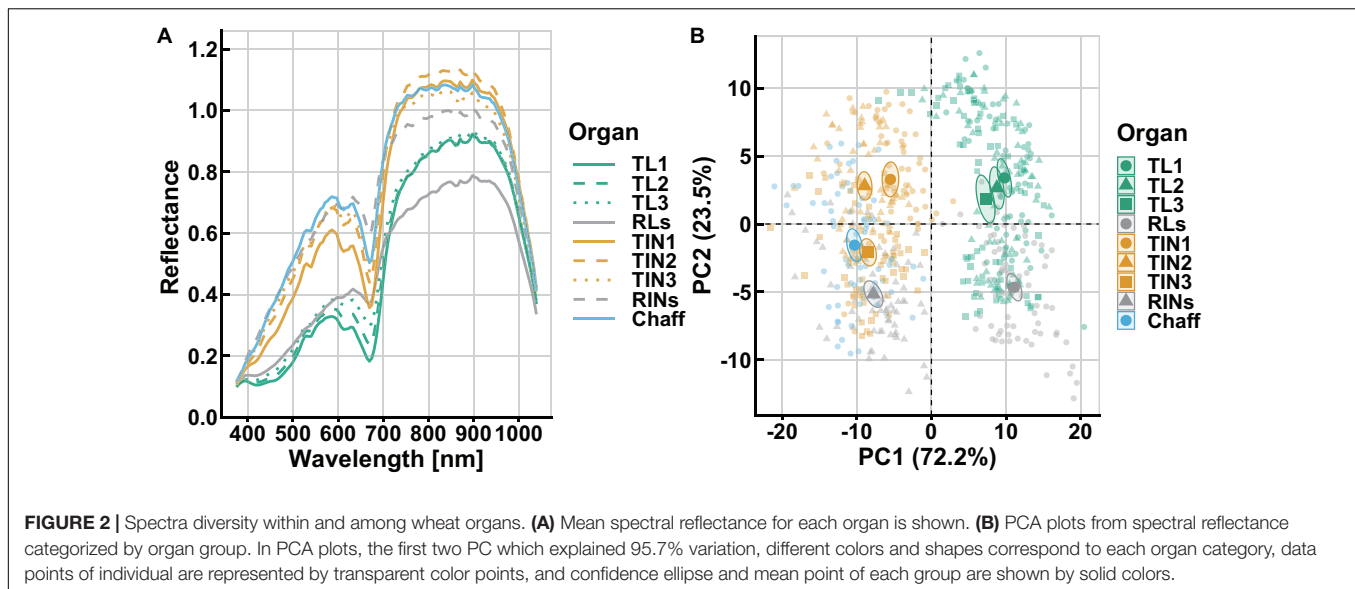 A
1.2
1.0
0.8
0.6
0.4
0.2
0.0
Reflectance
400 500 600 700 800 900 1000
Wavelength [nm]
Organ
TL1
TL2
TL3
RLs
TIN1
TIN2
TIN3
RINs
Chaff
B
10
5
0
-5
-10
PC2 (23.5%)
-20 -10 0 10 20
PC1 (72.2%)
Organ
TL1
TL2
TL3
RLs
TIN1
TIN2
TIN3
RINs
Chaff
FIGURE 2 | Spectra diversity within and among wheat organs. (A) Mean spectral reflectance for each organ is shown. (B) PCA plots from spectral reflectance
categorized by organ group. In PCA plots, the first two PC which explained 95.7% variation, different colors and shapes correspond to each organ category, data
points of individual are represented by transparent color points, and confidence ellipse and mean point of each group are shown by solid colors.